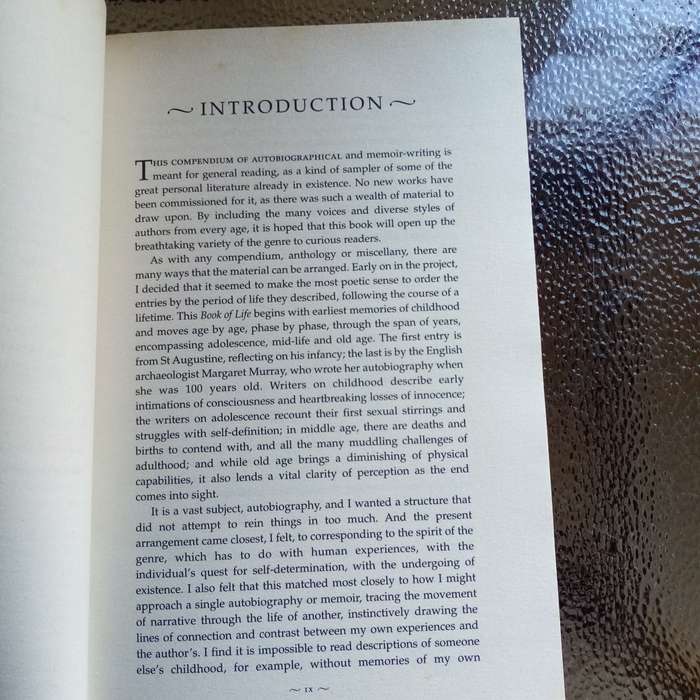 ~ INTRODUCTION ~
THIS COMPENDIUM OF AUTOBIOGRAPHICAL and memoir-writing is
meant for general reading, as a kind of sampler of some of the
great personal literature already in existence. No new works have
been commissioned for it, as there was such a wealth of material to
draw upon. By including the many voices and diverse styles of
authors from every age, it is hoped that this book will open up the
breathtaking variety of the genre to curious readers.
As with any compendium, anthology or miscellany, there are
many ways that the material can be arranged. Early on in the project,
I decided that it seemed to make the most poetic sense to order the
entries by the period of life they described, following the course of a
lifetime. This Book of Life begins with earliest memories of childhood
and moves age by age, phase by phase, through the span of years,
encompassing adolescence, mid-life and old age. The first entry is
from St Augustine, reflecting on his infancy; the last is by the English
archaeologist Margaret Murray, who wrote her autobiography when
she was 100 years old. Writers on childhood describe early
intimations of consciousness and heartbreaking losses of innocence;
the writers on adolescence recount their first sexual stirrings and
struggles with self-definition; in middle age, there are deaths and
births to contend with, and all the many muddling challenges of
adulthood; and while old age brings a diminishing of physical
capabilities, it also lends a vital clarity of perception as the end
comes into sight.
It is a vast subject, autobiography, and I wanted a structure that
did not attempt to rein things in too much. And the present
arrangement came closest, I felt, to corresponding to the spirit of the
genre, which has to do with human experiences, with the
individual's quest for self-determination, with the undergoing of
existence. I also felt that this matched most closely to how I might
approach a single autobiography or memoir, tracing the movement
of narrative through the life of another, instinctively drawing the
lines of connection and contrast between my own experiences and
the author's. I find it is impossible to read descriptions of someone
else's childhood, for example, without memories of my own
~ IX ~